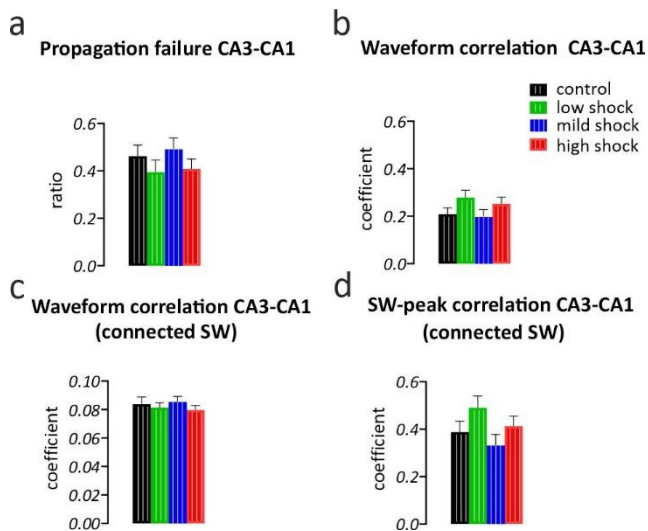 a
Propagation failure CA3-CA1
0.6
0.4
0.2
0.0
ratio
b
Waveform correlation CA3-CA1
control
low shock
mild shock
high shock
0.6
0.4
0.2
0.0
coefficient
c
Waveform correlation CA3-CA1
(connected SW)
0.10
0.08
0.06
0.04
0.02
0.00
coefficient
d
SW-peak correlation CA3-CA1
(connected SW)
0.6
0.4
0.2
0.0
coefficient